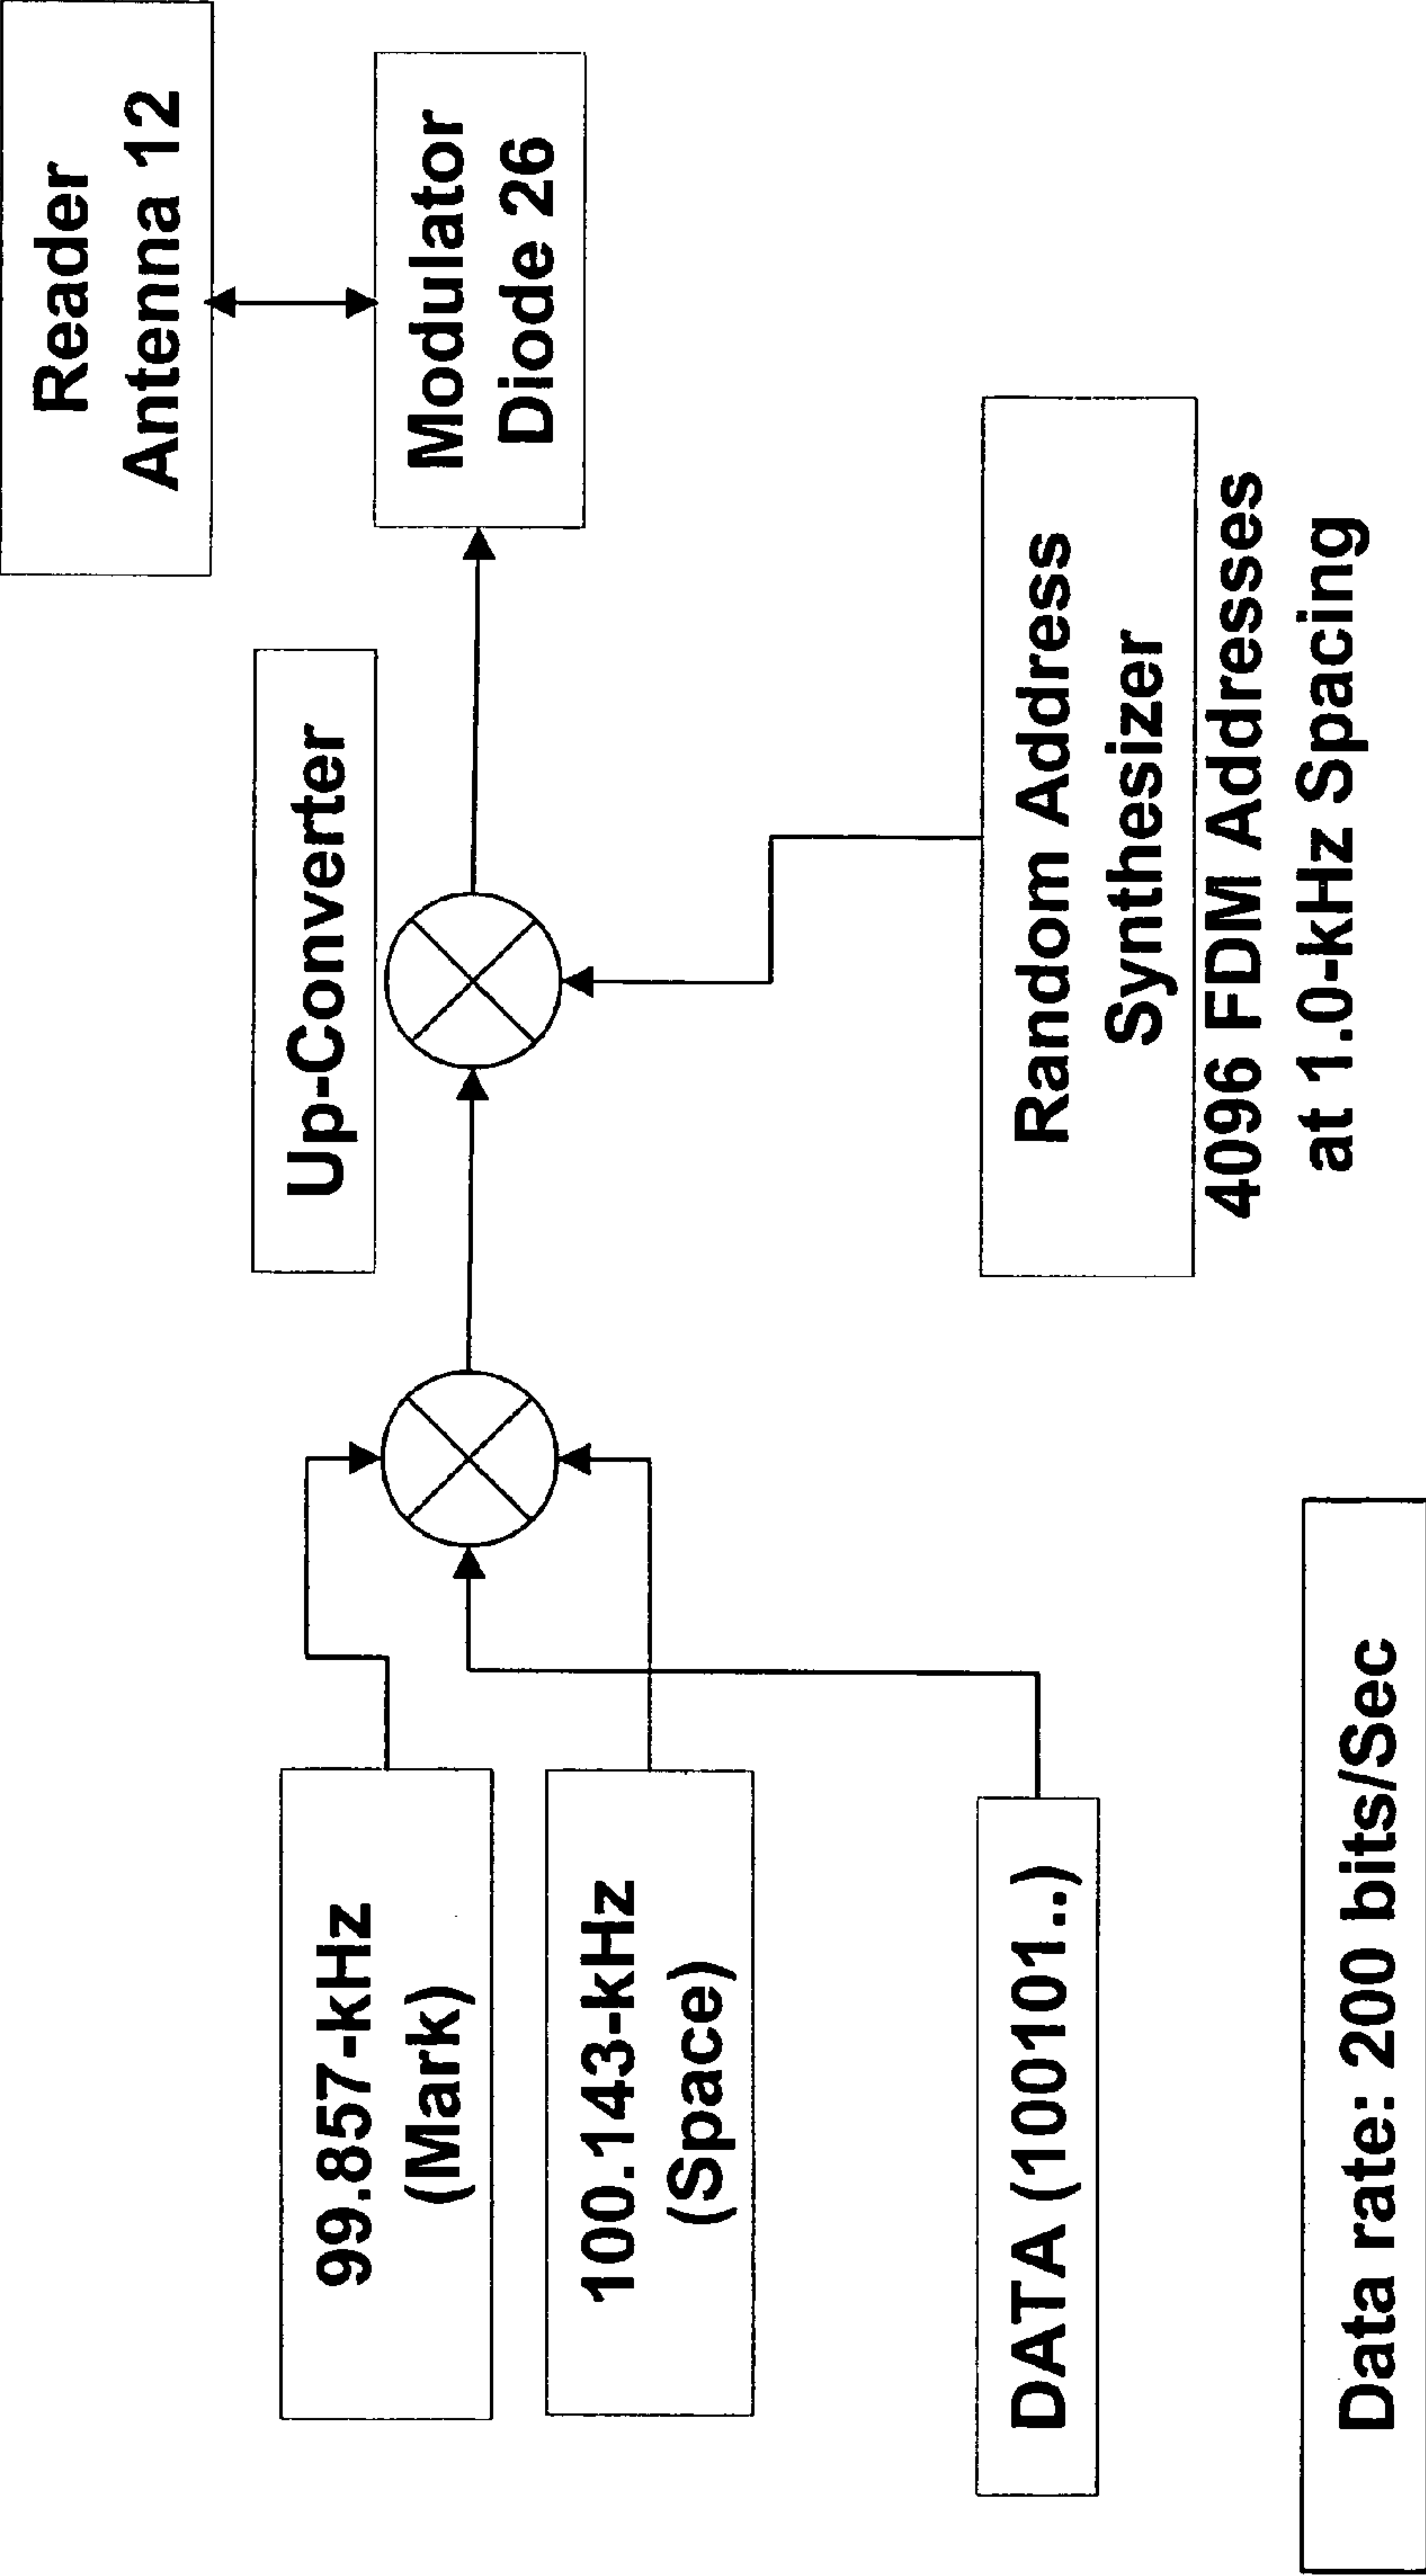 Reader
Antenna 12
Up-Converter
Modulator
Diode 26
99.857-kHz
(Mark)
100.143-kHz
(Space)
DATA (100101..)
Random Address
Synthesizer
4096 FDM Addresses
at 1.0-kHz Spacing
Data rate: 200 bits/Sec